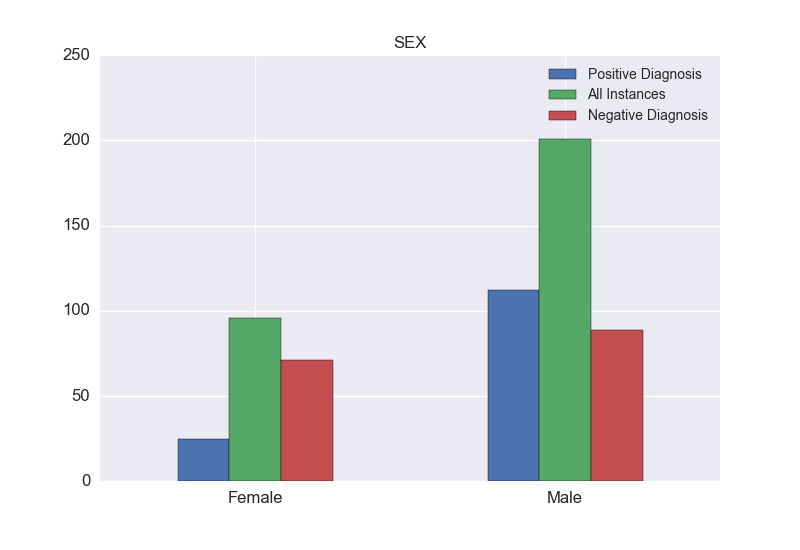 SEX
250
200
150
100
50
0
Positive Diagnosis
All Instances
Negative Diagnosis
Female
Male